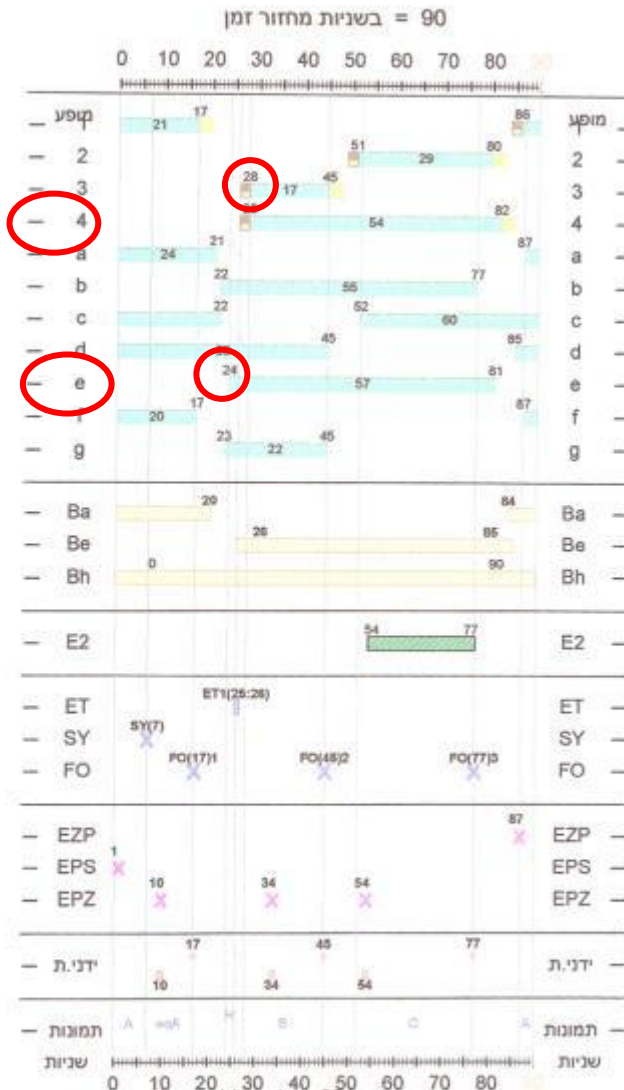 90 = בשניות מחזור זמן
0 10 20 30 40 50 60 70 80 90
מופע מופע
1 21 17 86 1
2 51 29 80 2
3 28 17 45 3
4 54 82 4
a 24 21 87 a
b 22 55 77 b
c 22 52 60 c
d 45 85 d
e 24 57 81 e
f 20 17 87 f
g 23 22 45 g
Ba 20 84 Ba
Be 26 85 Be
Bh 0 90 Bh
E2 54 77 E2
ET ET1(25:26) ET
SY SY(7) SY
FO FO(17)1 FO(45)2 FO(77)3 FO
EZP 87 EZP
EPS 1 EPS
EPZ 10 34 54 EPZ
17 45 77
ידני.ת ידני.ת
10 34 54
תמונות A eqA H B C A תמונות
שניות שניות
0 10 20 30 50 60 70 80 90